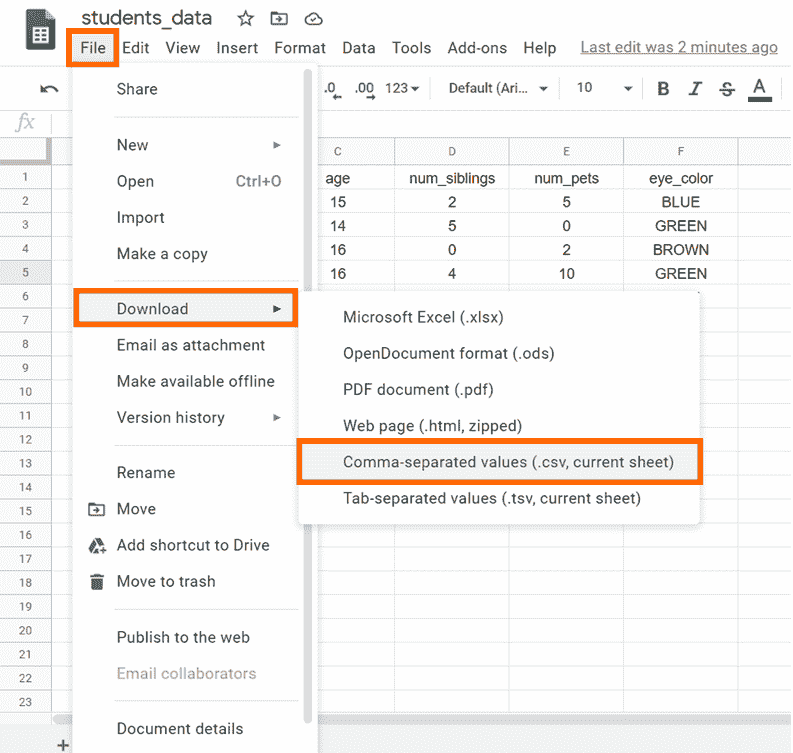 students_data
File Edit View Insert Format Data Tools Add-ons Help Last edit was 2 minutes ago
.0 .00 123 Default (Ari... 10 B I S A
fx
Share
New
Open Ctrl+O
Import
Make a copy
Download
Email as attachment
Make available offline
Version history
Rename
Move
Add shortcut to Drive
Move to trash
Publish to the web
Email collaborators
Document details
Microsoft Excel (.xlsx)
OpenDocument format (.ods)
PDF document (.pdf)
Web page (.html, zipped)
Comma-separated values (.csv, current sheet)
Tab-separated values (.tsv, current sheet)
C D E F
1 age num_siblings num_pets eye_color
2 15 2 5 BLUE
3 14 5 0 GREEN
4 16 0 2 BROWN
5 16 4 10 GREEN
6
7
8
9
10
11
12
13
14
15
16
17
18
19
20
21
22
23
+